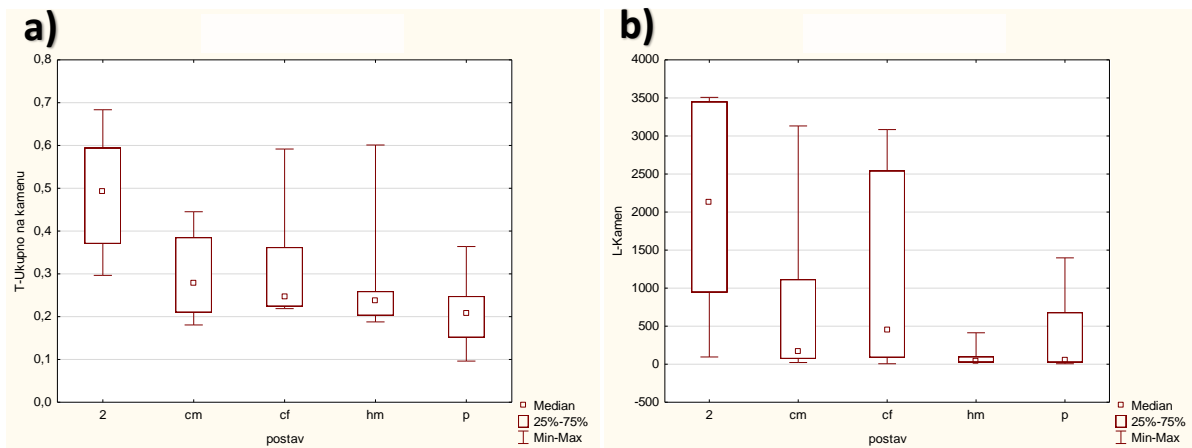 a)
T-Ukupno na kamenu
0,8
0,7
0,6
0,5
0,4
0,3
0,2
0,1
0,0
2 cm cf hm p
postav
Median
25%-75%
Min-Max
b)
L-Kamen
4000
3500
3000
2500
2000
1500
1000
500
0
-500
2 cm cf hm p
postav
Median
25%-75%
Min-Max